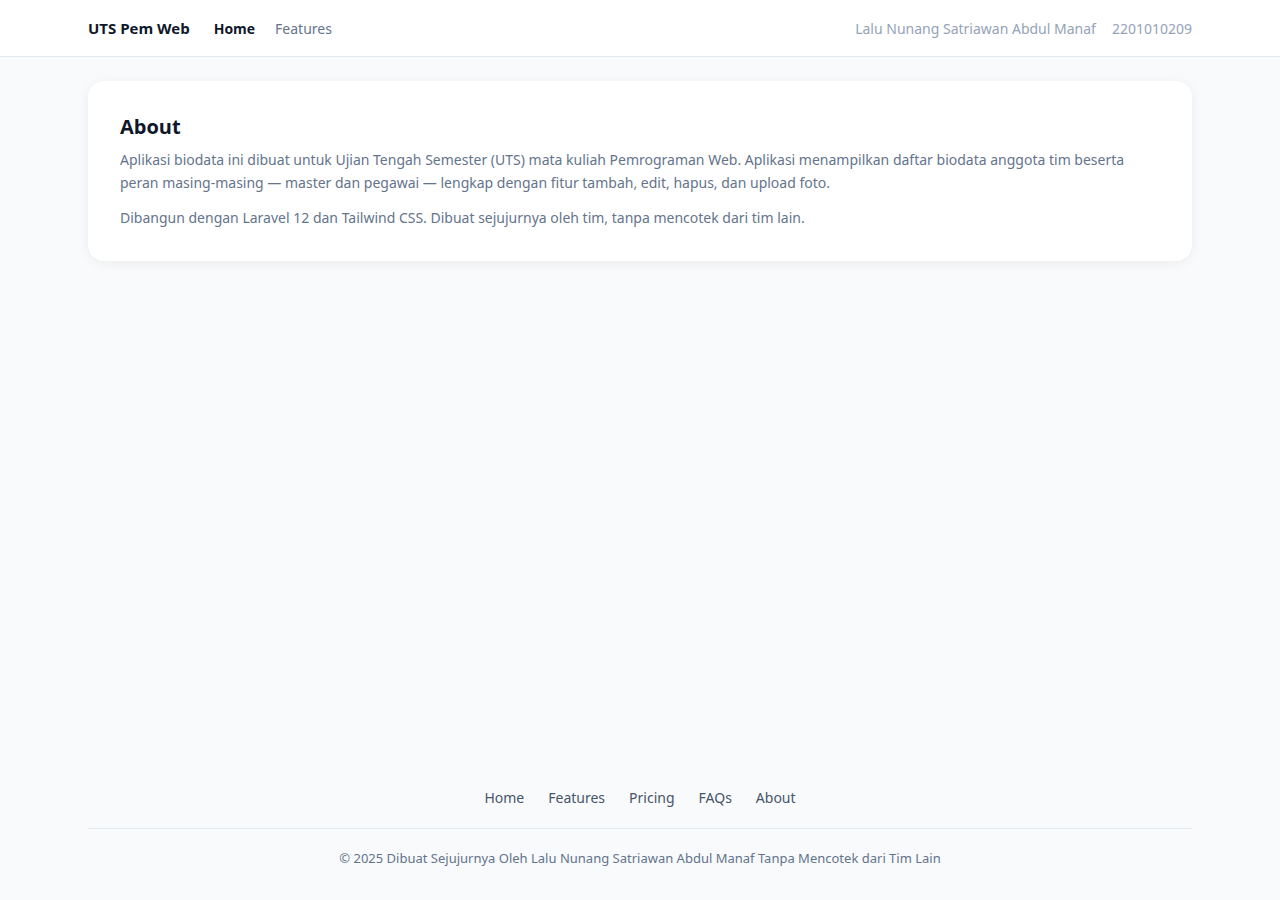 UTS Pem Web Home Features Lalu Nunang Satriawan Abdul Manaf 2201010209
About
Aplikasi biodata ini dibuat untuk Ujian Tengah Semester (UTS) mata kuliah Pemrograman Web. Aplikasi menampilkan daftar biodata anggota tim beserta
peran masing-masing — master dan pegawai — lengkap dengan fitur tambah, edit, hapus, dan upload foto.
Dibangun dengan Laravel 12 dan Tailwind CSS. Dibuat sejujurnya oleh tim, tanpa mencotek dari tim lain.
Home Features Pricing FAQs About
© 2025 Dibuat Sejujurnya Oleh Lalu Nunang Satriawan Abdul Manaf Tanpa Mencotek dari Tim Lain